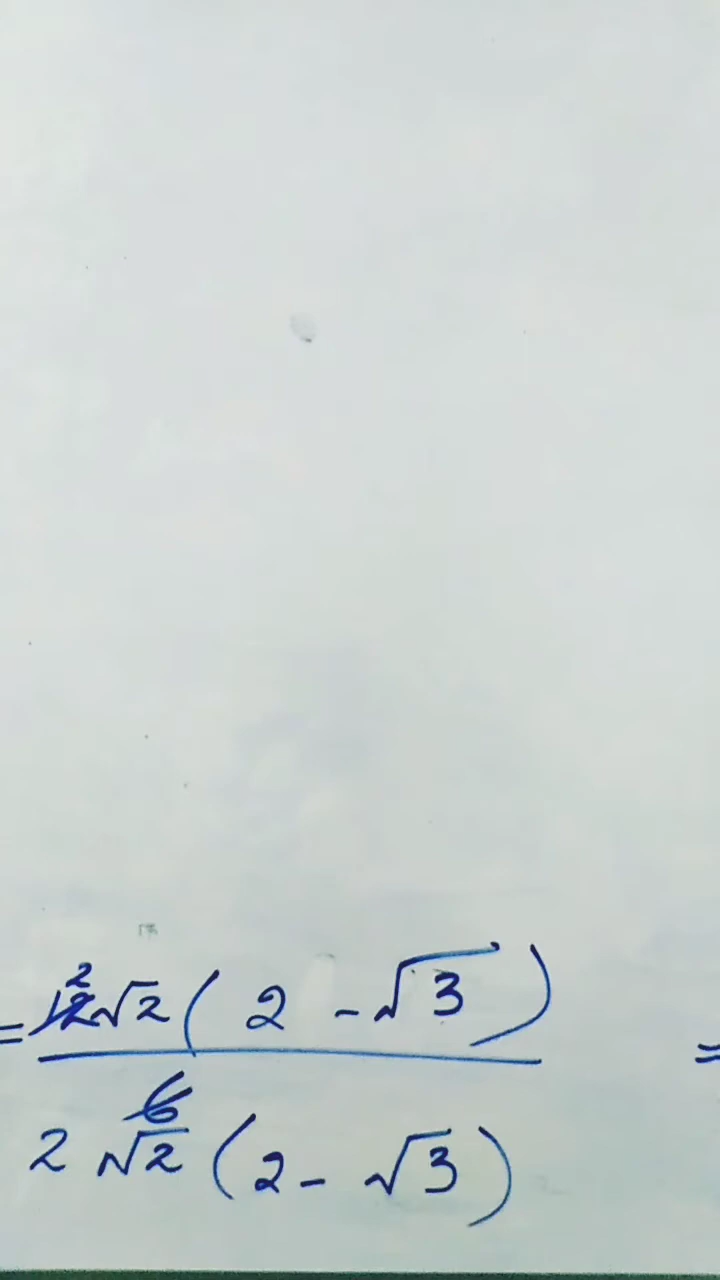 2
= 12√2 ( 2 - √3 ) =
6
2 √2 ( 2 - √3 )